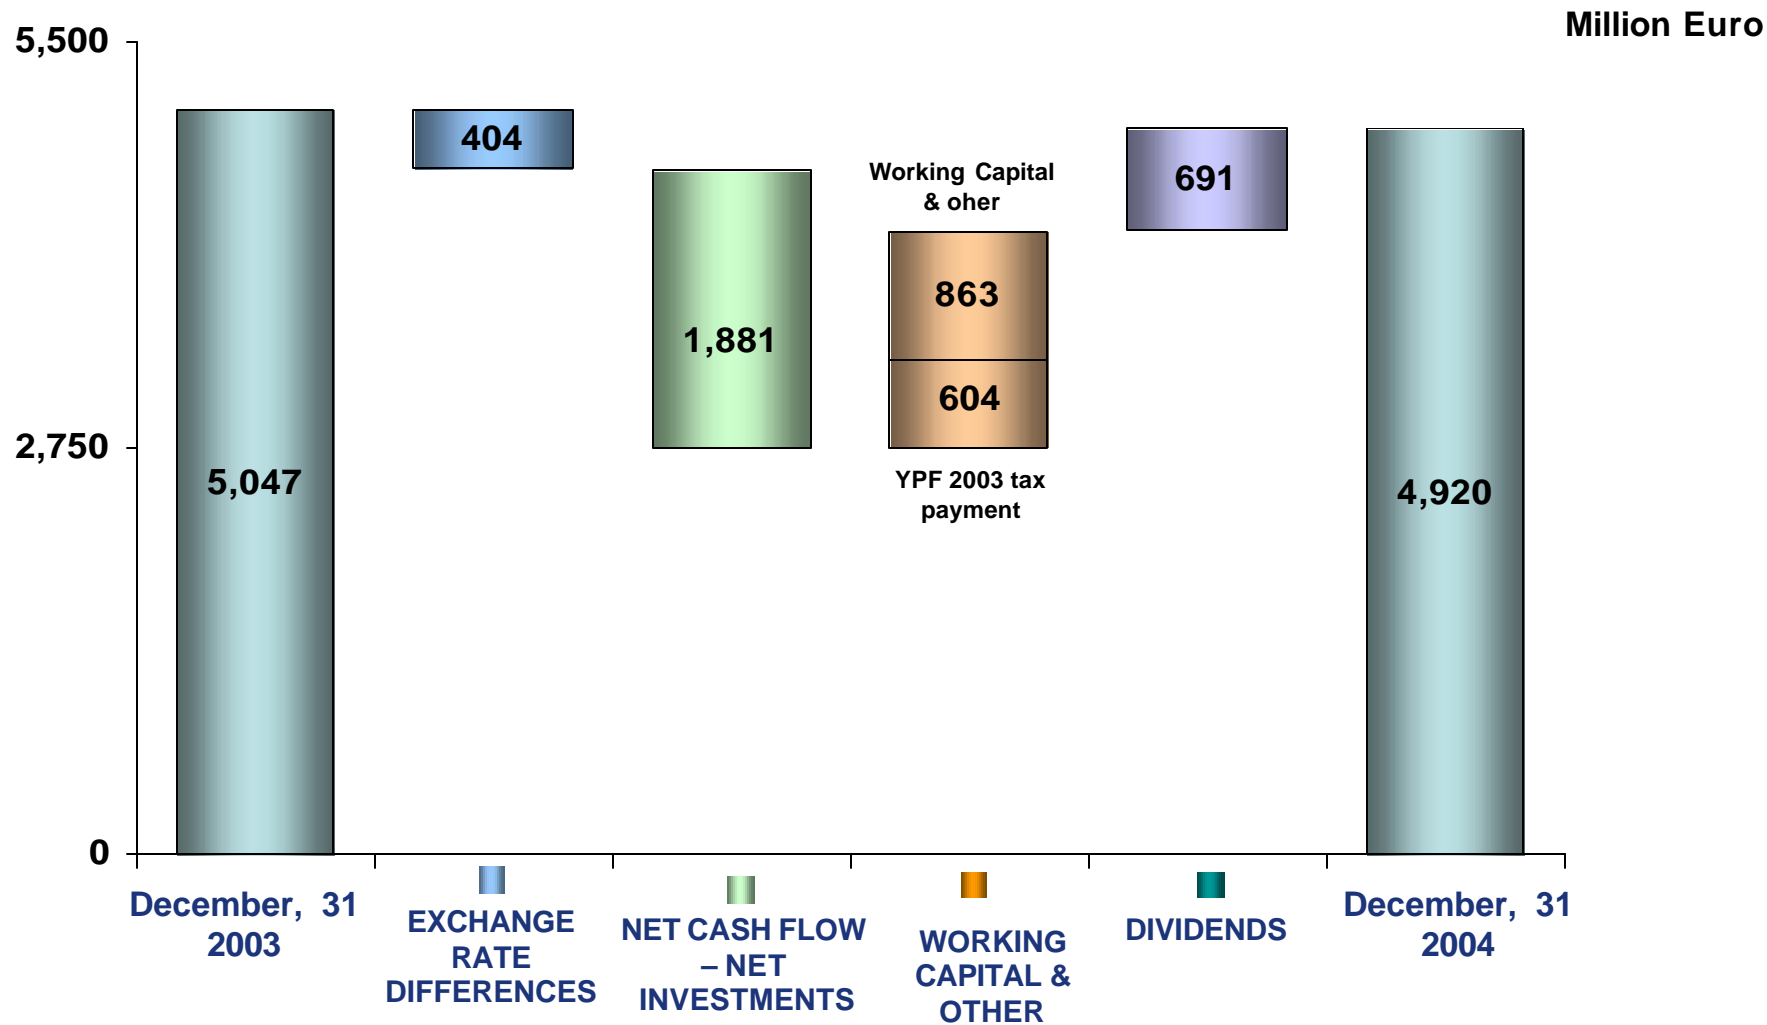 Million Euro
5,500
2,750
0
5,047
404
1,881
Working Capital
& oher
863
604
YPF 2003 tax
payment
691
4,920
December, 31
2003
EXCHANGE
RATE
DIFFERENCES
NET CASH FLOW
– NET
INVESTMENTS
WORKING
CAPITAL &
OTHER
DIVIDENDS
December, 31
2004